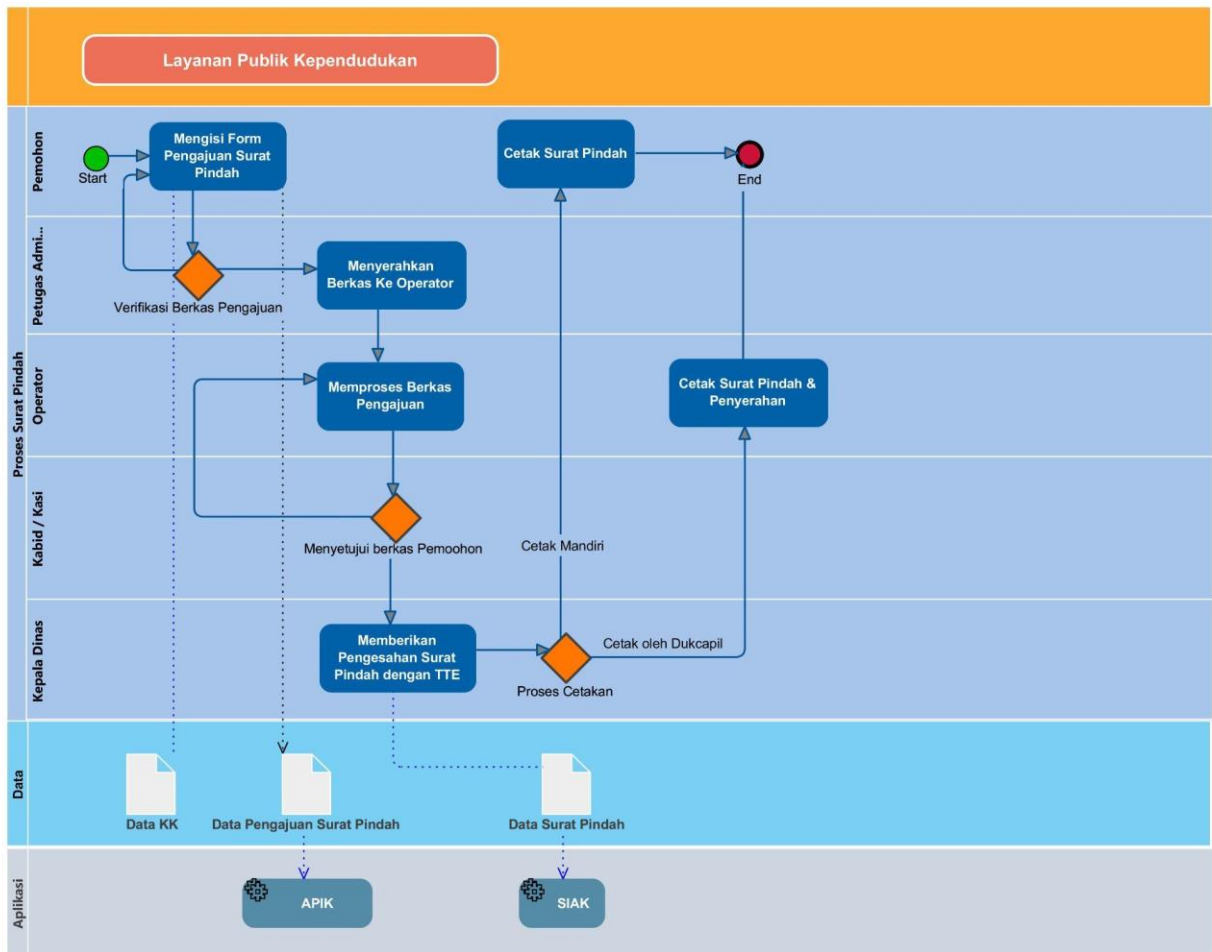 Layanan Publik Kependudukan
Proses Surat Pindah
Pemohon
Start
Mengisi Form
Pengajuan Surat
Pindah
Cetak Surat Pindah
End
Petugas Admi...
Verifikasi Berkas Pengajuan
Menyerahkan
Berkas Ke Operator
Operator
Memproses Berkas
Pengajuan
Cetak Surat Pindah &
Penyerahan
Kabid / Kasi
Menyetujui berkas Pemoohon
Cetak Mandiri
Kepala Dinas
Memberikan
Pengesahan Surat
Pindah dengan TTE
Proses Cetakan
Cetak oleh Dukcapil
Data
Data KK
Data Pengajuan Surat Pindah
Data Surat Pindah
Aplikasi
APIK
SIAK